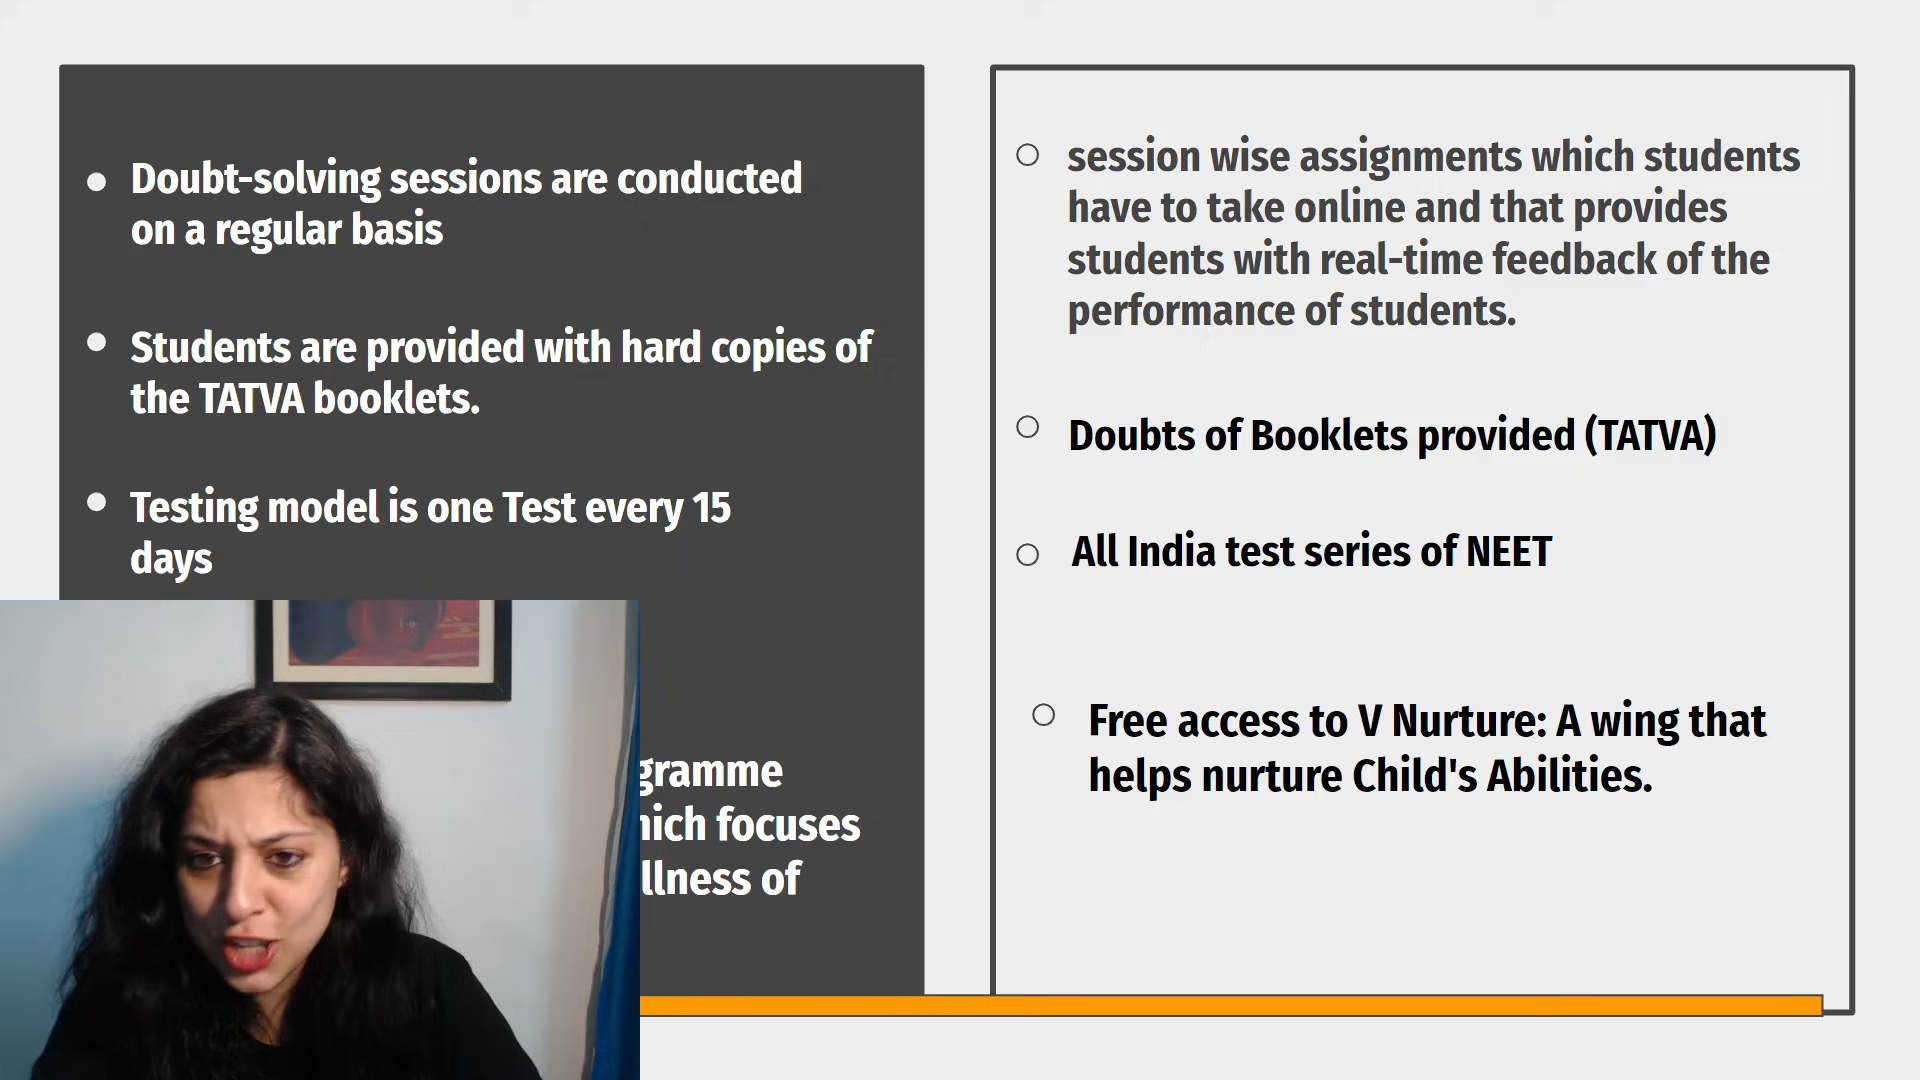 Doubt-solving sessions are conducted
on a regular basis
Students are provided with hard copies of
the TATVA booklets.
Testing model is one Test every 15
days
focuses
of
session wise assignments which students
have to take online and that provides
students with real-time feedback of the
performance of students.
Doubts of Booklets provided (TATVA)
All India test series of NEET
Free access to V Nurture: A wing that
helps nurture Child's Abilities.